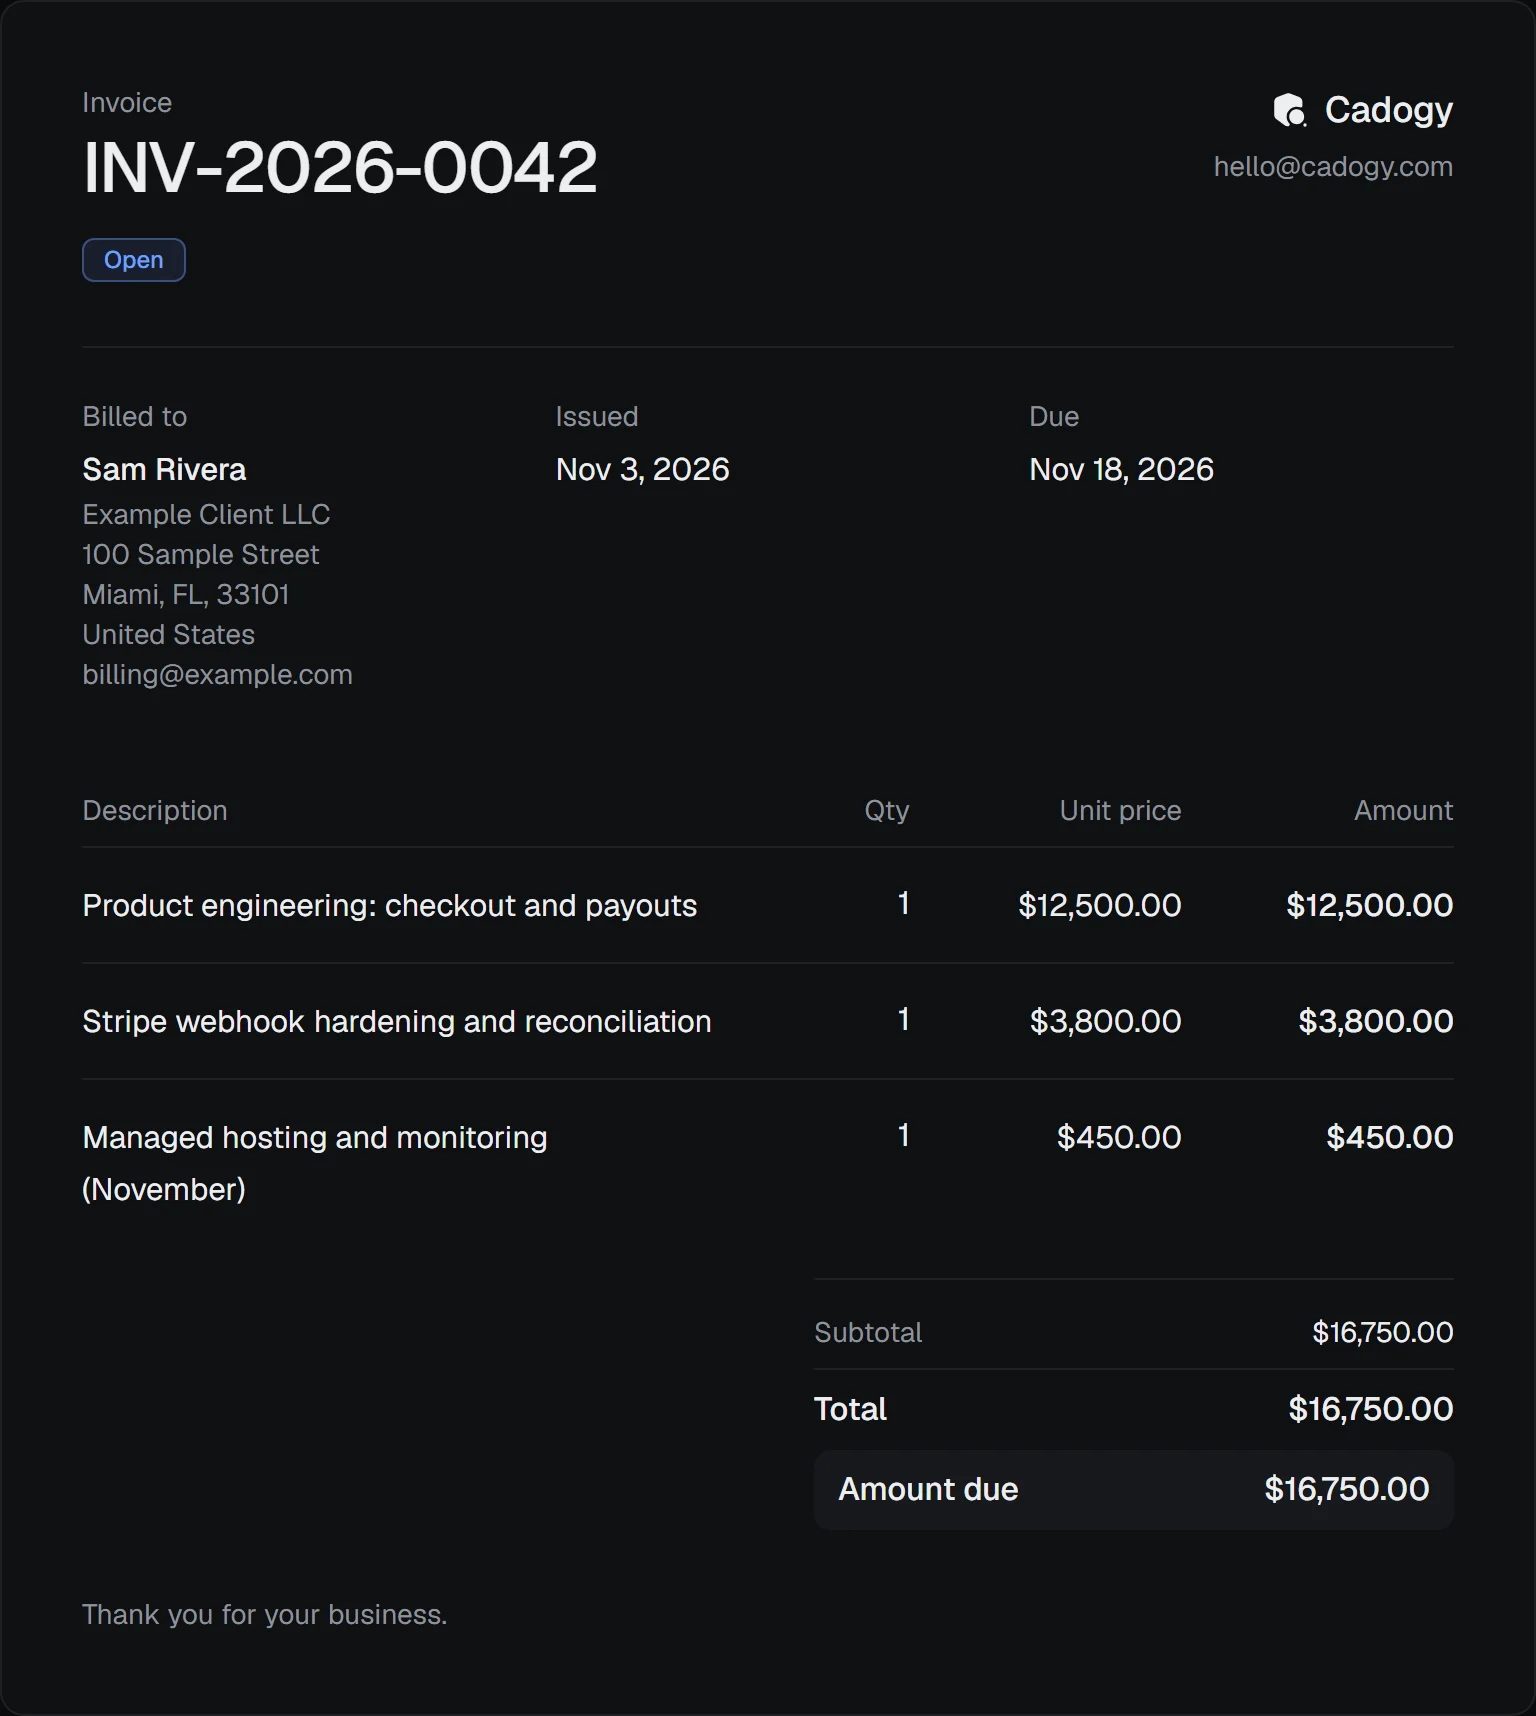 Invoice
INV-2026-0042
Open
Cadogy
hello@cadogy.com
Billed to
Sam Rivera
Example Client LLC
100 Sample Street
Miami, FL, 33101
United States
billing@example.com
Issued
Nov 3, 2026
Due
Nov 18, 2026
Description Qty Unit price Amount
Product engineering: checkout and payouts 1 $12,500.00 $12,500.00
Stripe webhook hardening and reconciliation 1 $3,800.00 $3,800.00
Managed hosting and monitoring 1 $450.00 $450.00
(November)
Subtotal $16,750.00
Total $16,750.00
Amount due $16,750.00
Thank you for your business.